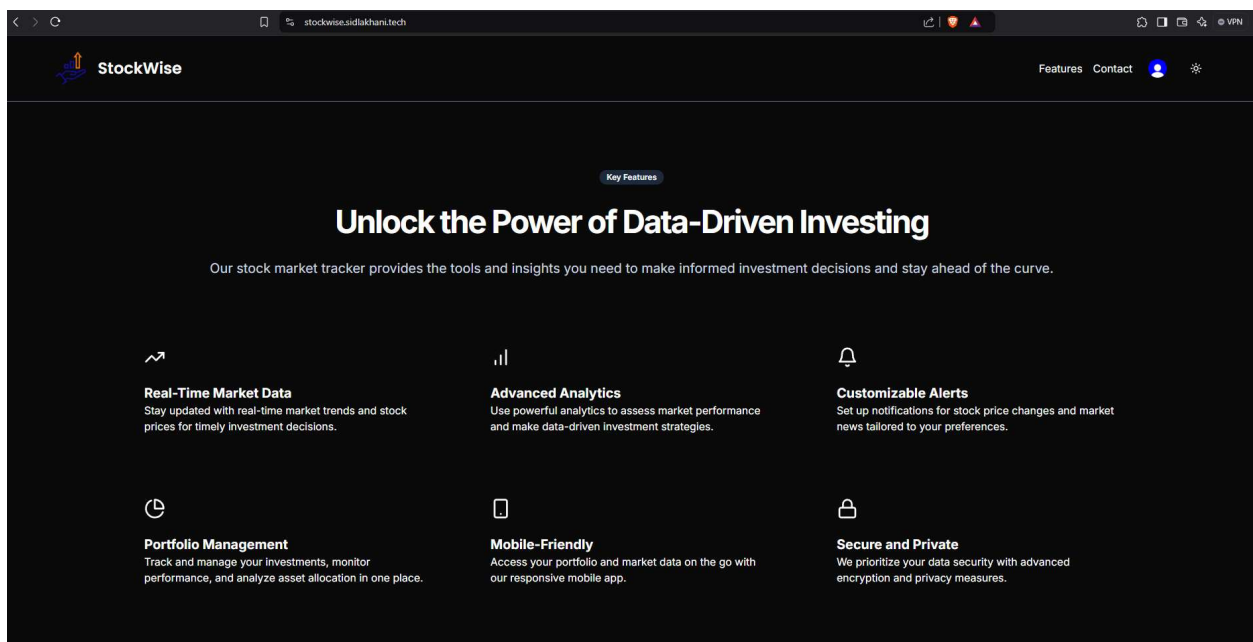 stockwise.sidlakhani.tech
VPN
StockWise
Features Contact
Key Features
Unlock the Power of Data-Driven Investing
Our stock market tracker provides the tools and insights you need to make informed investment decisions and stay ahead of the curve.
Real-Time Market Data
Stay updated with real-time market trends and stock
prices for timely investment decisions.
Advanced Analytics
Use powerful analytics to assess market performance
and make data-driven investment strategies.
Customizable Alerts
Set up notifications for stock price changes and market
news tailored to your preferences.
Portfolio Management
Track and manage your investments, monitor
performance, and analyze asset allocation in one place.
Mobile-Friendly
Access your portfolio and market data on the go with
our responsive mobile app.
Secure and Private
We prioritize your data security with advanced
encryption and privacy measures.